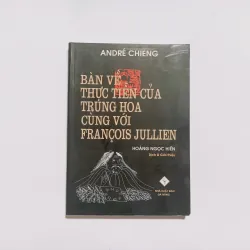 ANDRÉ CHIENG
BÀN VỀ
THỰC TIỄN CỦA
TRUNG HOA
CÙNG VỚI
FRANÇOIS JULLIEN
HOÀNG NGỌC HIẾN